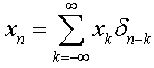 $x_n = \sum_{k=-\infty}^{\infty} x_k \delta_{n-k}$